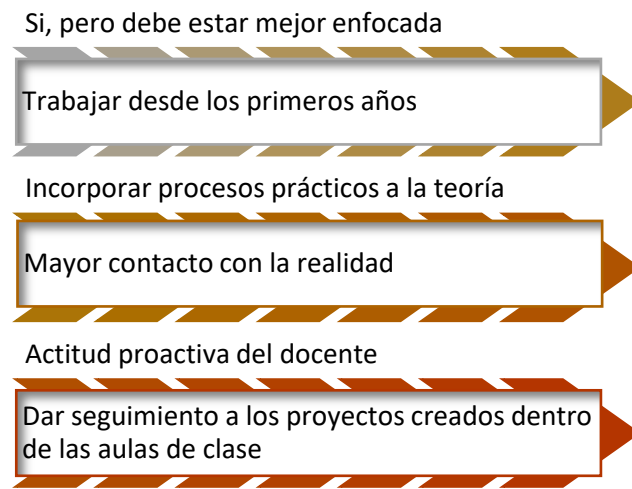 Si, pero debe estar mejor enfocada
Trabajar desde los primeros años
Incorporar procesos prácticos a la teoría
Mayor contacto con la realidad
Actitud proactiva del docente
Dar seguimiento a los proyectos creados dentro
de las aulas de clase